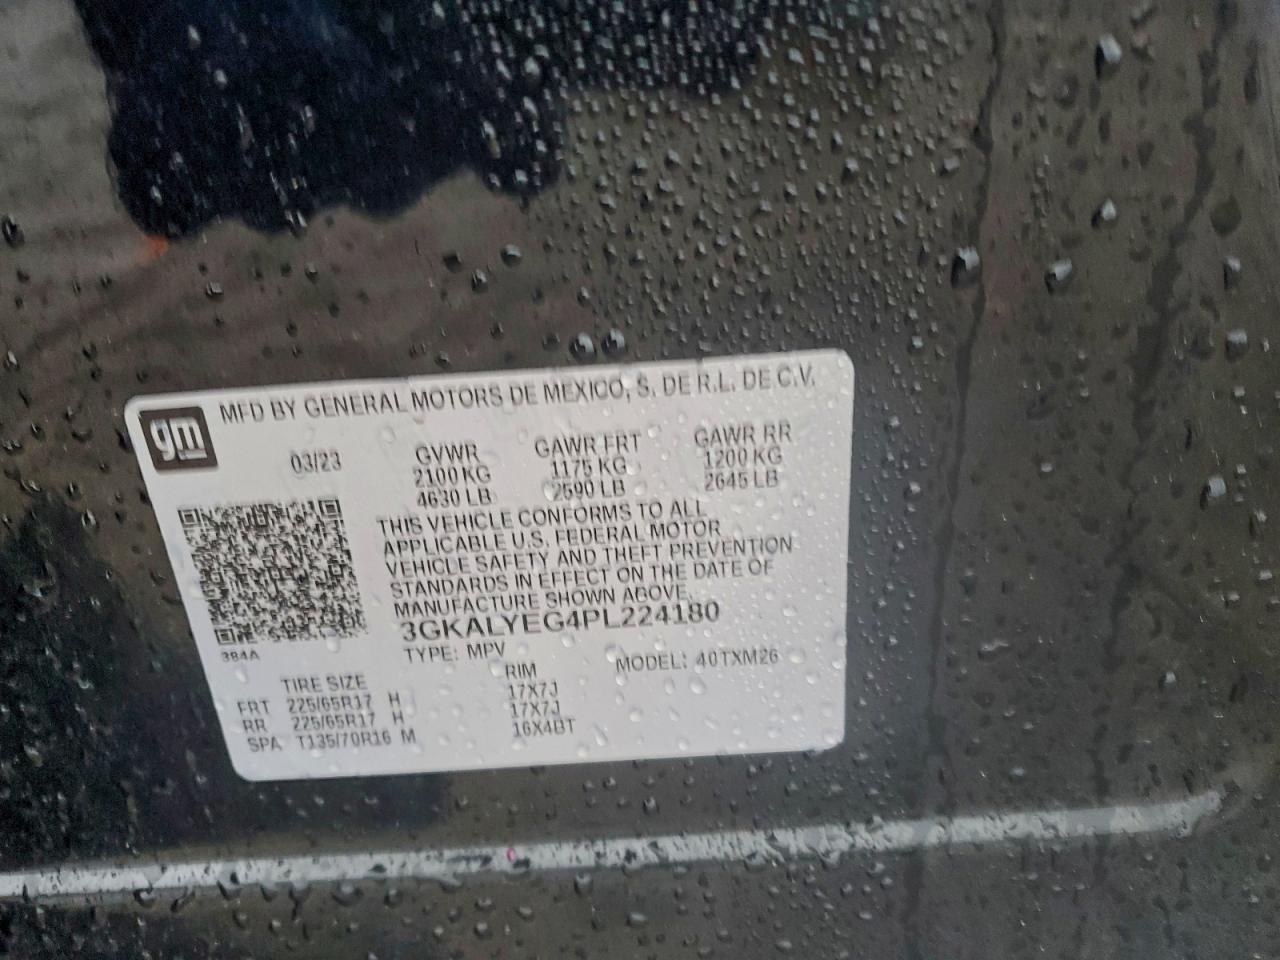 gm
MFD BY GENERAL MOTORS DE MEXICO, S. DE R.L. DE C.V.
03/23 GVWR GAWR FRT GAWR RR
2100 KG 1175 KG 1200 KG
4630 LB 2590 LB 2645 LB
THIS VEHICLE CONFORMS TO ALL
APPLICABLE U.S. FEDERAL MOTOR
VEHICLE SAFETY AND THEFT PREVENTION
STANDARDS IN EFFECT ON THE DATE OF
MANUFACTURE SHOWN ABOVE.
3GKALYEG4PL224180
384A
TYPE: MPV MODEL: 40TXM26
TIRE SIZE RIM
FRT 225/65R17 H 17X7J
RR 225/65R17 H 17X7J
SPA T135/70R16 M 16X4BT